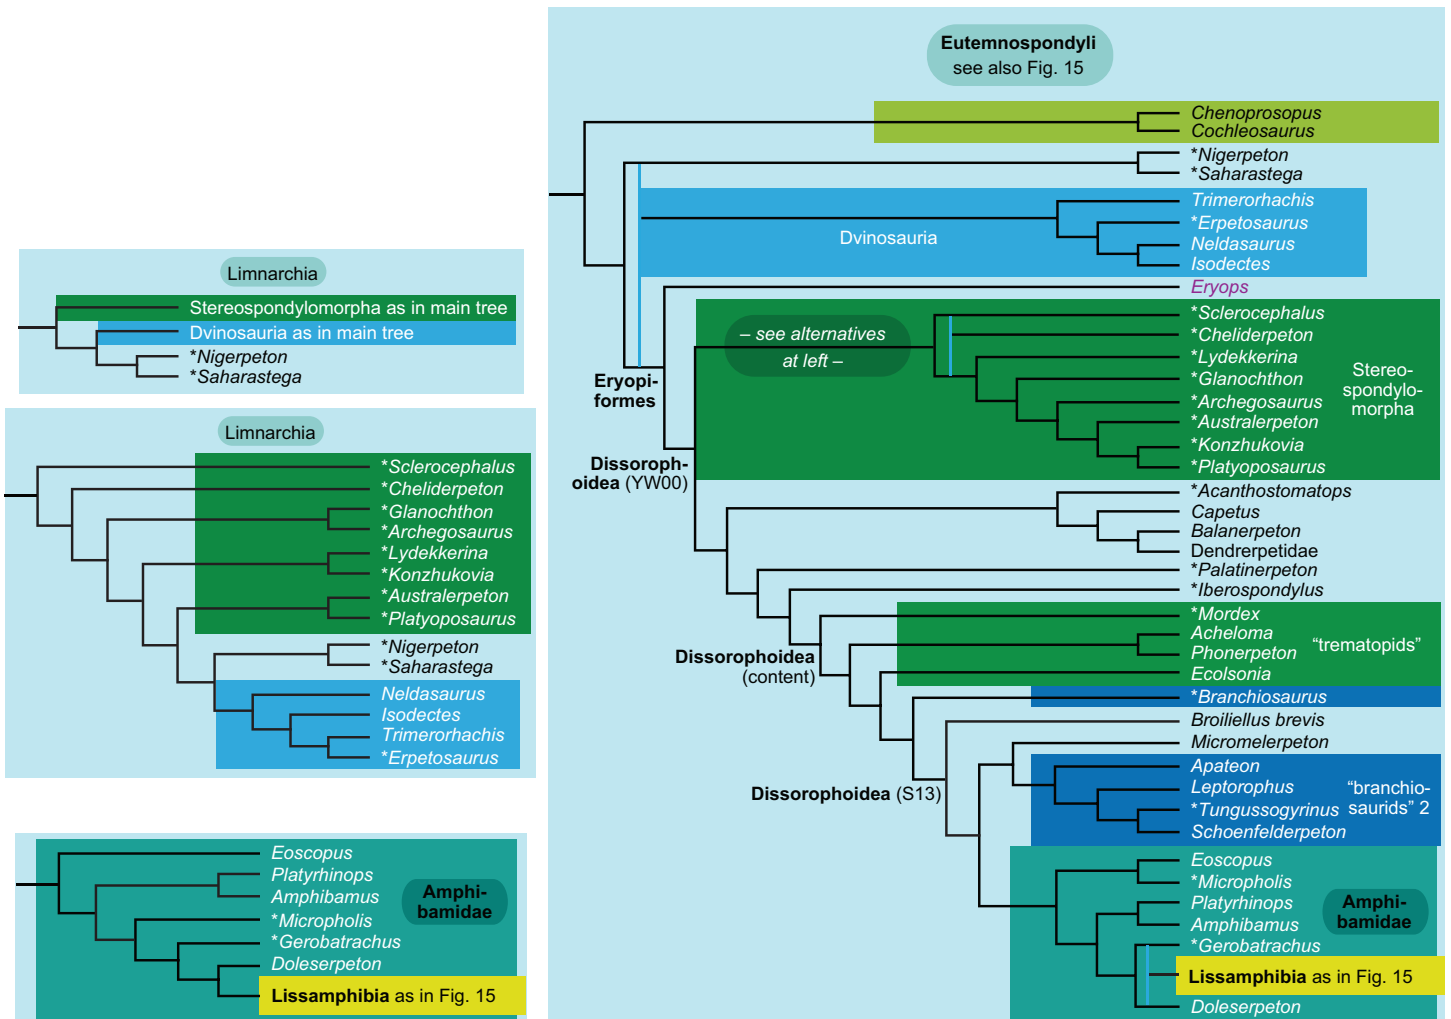 Limnarchia
Stereospondylomorpha as in main tree
Dvinosauria as in main tree
*Nigerpeton
*Saharastega
Limnarchia
*Sclerocephalus
*Cheliderpeton
*Glanochthon
*Archegosaurus
*Lydekkerina
*Konzhukovia
*Australerpeton
*Platyoposaurus
*Nigerpeton
*Saharastega
Neldasaurus
Isodectes
Trimerorhachis
*Erpetosaurus
Eoscopus
Platyrhinops
Amphibamus
*Micropholis
*Gerobatrachus
Doleserpeton
Lissamphibia as in Fig. 15
Amphi-
bamidae
Eutemnospondyli
see also Fig. 15
Chenoprosopus
Cochleosaurus
*Nigerpeton
*Saharastega
Trimerorhachis
*Erpetosaurus
Neldasaurus
Isodectes
Dvinosauria
Eryops
*Sclerocephalus
*Cheliderpeton
*Lydekkerina
*Glanochthon
*Archegosaurus
*Australerpeton
*Konzhukovia
*Platyoposaurus
– see alternatives
at left –
Stereo-
spondylo-
morpha
Eryopi-
formes
Dissoroph-
oidea (YW00)
*Acanthostomatops
Capetus
Balanerpeton
Dendrerpetidae
*Palatinerpeton
*Iberospondylus
*Mordex
Acheloma
Phonerpeton
Ecolsonia
"trematopids"
Dissorophoidea
(content)
*Branchiosaurus
Broiliellus brevis
Micromelerpeton
Apateon
Leptorophus
*Tungussogyrinus
Schoenfelderpeton
"branchio-
saurids" 2
Dissorophoidea (S13)
Eoscopus
*Micropholis
Platyrhinops
Amphibamus
*Gerobatrachus
Lissamphibia as in Fig. 15
Doleserpeton
Amphi-
bamidae